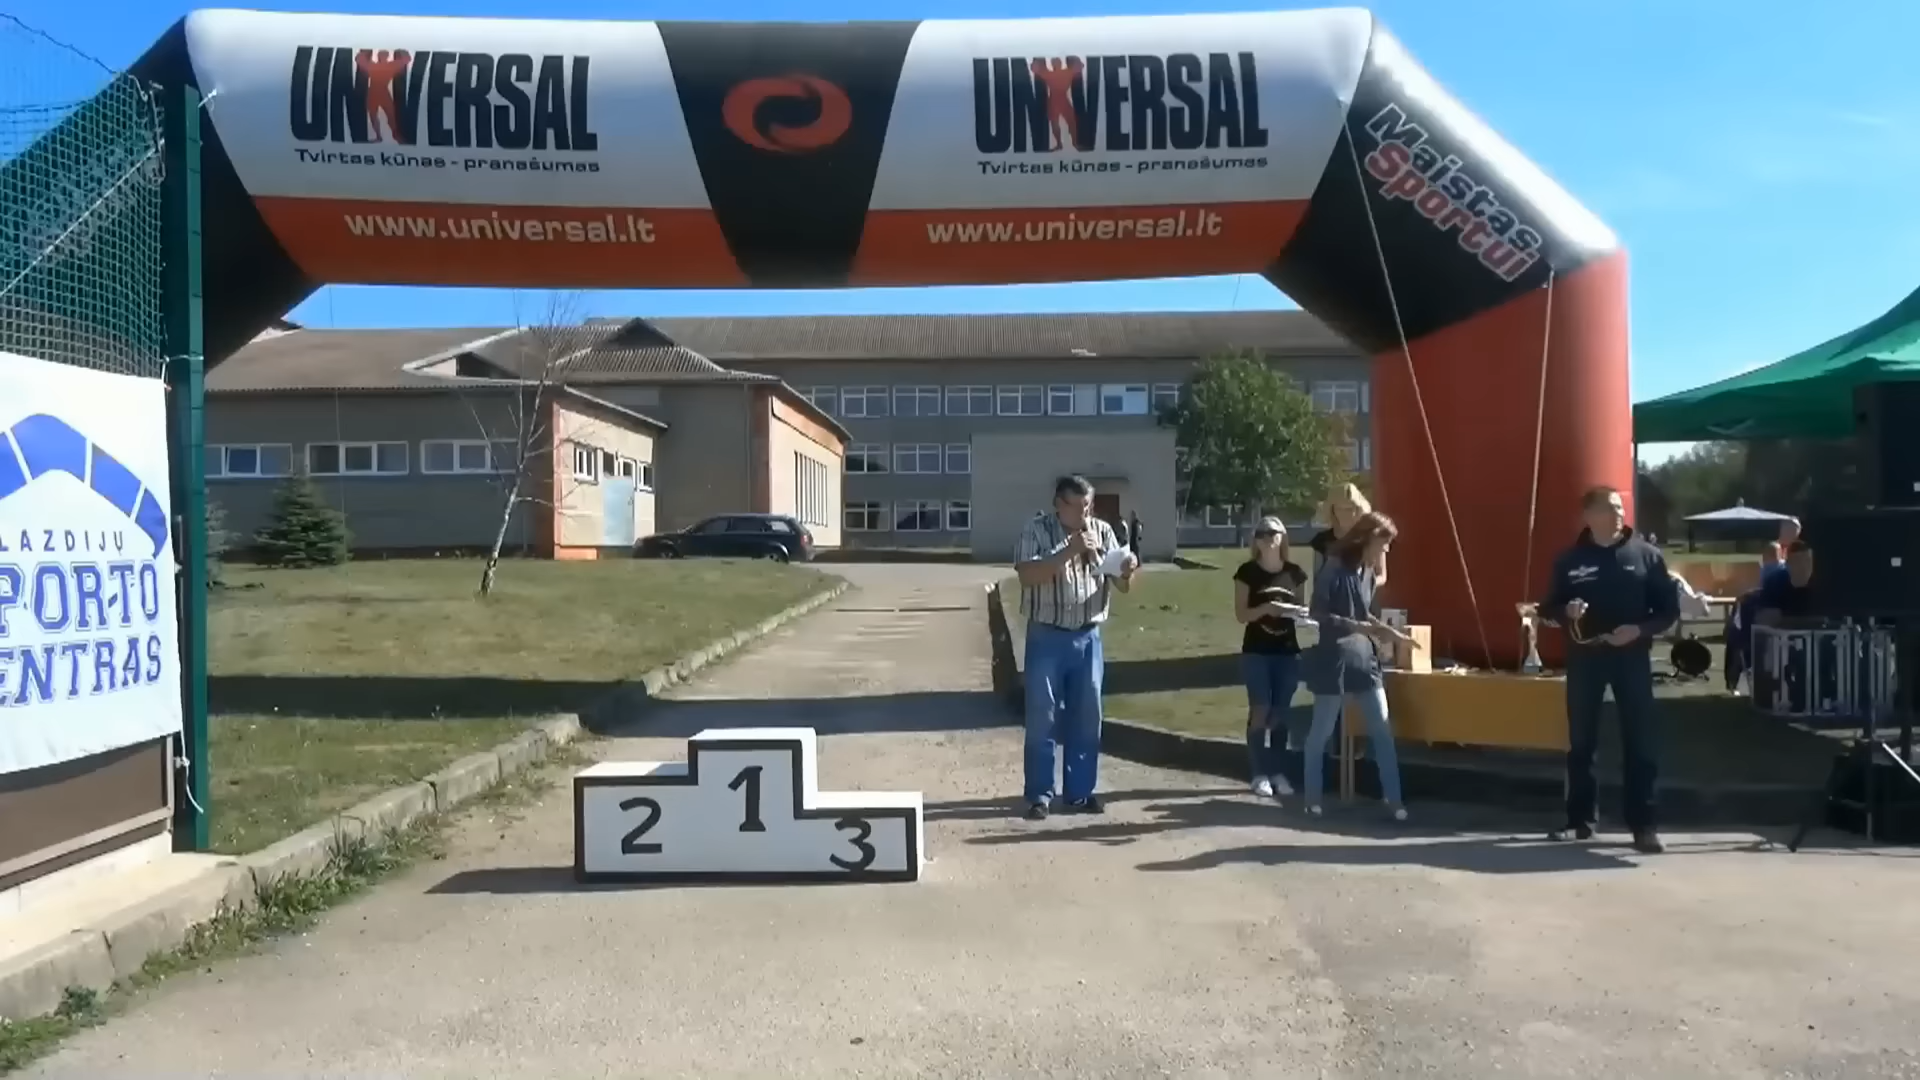 UNIVERSAL
Tvirtas kūnas - pranašumas
www.universal.lt
UNIVERSAL
Tvirtas kūnas - pranašumas
www.universal.lt
Maistas
Sportui
LAZDIJŲ
PORTO
ENTRAS
2
1
3